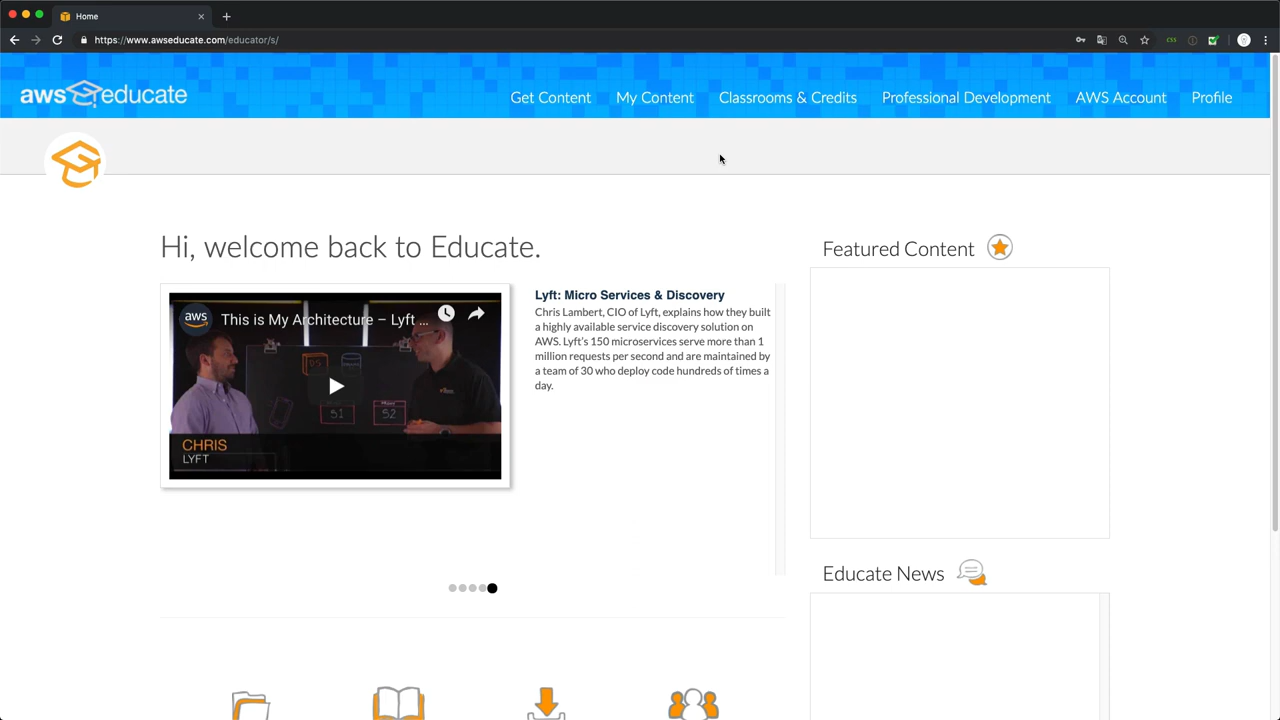 Home
https://www.awseducate.com/educator/s/
css
aws educate
Get Content
My Content
Classrooms & Credits
Professional Development
AWS Account
Profile
Hi, welcome back to Educate.
Featured Content
aws
This is My Architecture – Lyft ...
S1
S2
CHRIS
LYFT
Lyft: Micro Services & Discovery
Chris Lambert, CIO of Lyft, explains how they built
a highly available service discovery solution on
AWS. Lyft's 150 microservices serve more than 1
million requests per second and are maintained by
a team of 30 who deploy code hundreds of times a
day.
Educate News